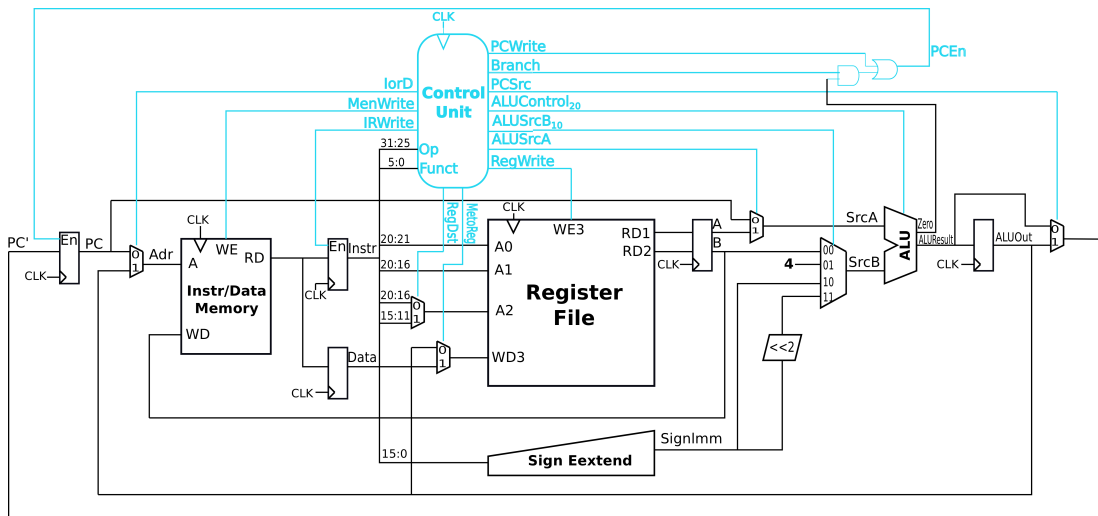 CLK
PCWrite
Branch
PCEn
IorD
PCSrc
MenWrite
Control
Unit
ALUControl20
IRWrite
ALUSrcB10
31:25
Op
ALUSrcA
5:0
Funct
RegWrite
RegDst
MetoReg
CLK
CLK
PC'
En
PC
0
1
Adr
WE
A
RD
Instr/Data
Memory
WD
CLK
En
Instr
CLK
20:21
A0
WE3
RD1
RD2
A
B
0
1
SrcA
Zero
ALUResult
ALU
ALUOut
0
1
20:16
A1
CLK
4
00
01
10
11
SrcB
CLK
20:16
15:11
0
1
A2
Register
File
<<2
Data
0
1
WD3
CLK
15:0
Sign Eextend
SignImm